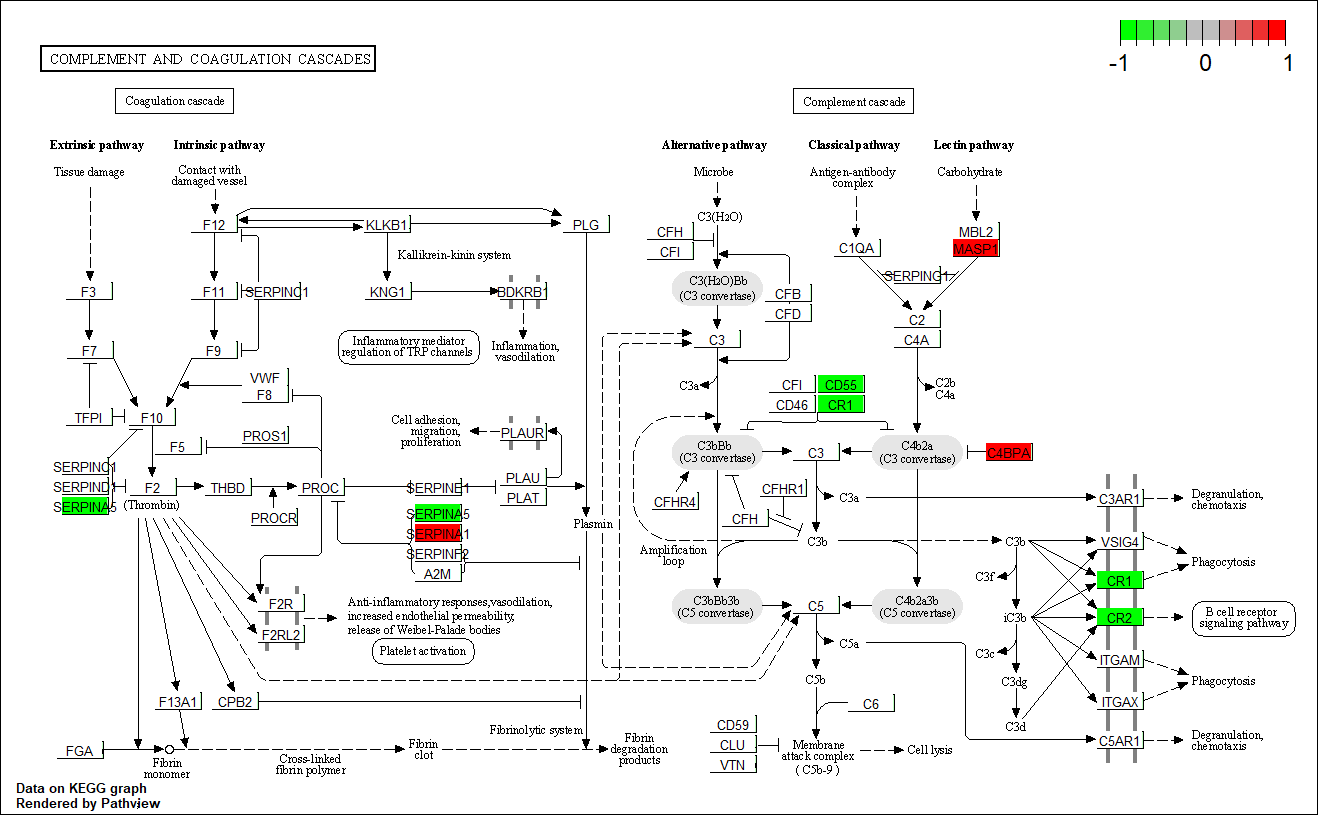 -1 0 1
COMPLEMENT AND COAGULATION CASCADES
Coagulation cascade
Complement cascade
Extrinsic pathway
Intrinsic pathway
Alternative pathway
Classical pathway
Lectin pathway
Tissue damage
Contact with
damaged vessel
Microbe
Antigen-antibody
complex
Carbohydrate
F12
KLKB1
PLG
Kallikrein-kinin system
F3
F11
SERPINC1
KNG1
BDKRB1
Inflammatory mediator
regulation of TRP channels
Inflammation,
vasodilation
F7
F9
VWF
F8
TFPI
F10
F5
PROS1
Cell adhesion,
migration,
proliferation
PLAUR
SERPINC1
SERPIND1
SERPINA5
F2
(Thrombin)
THBD
PROC
PROCR
SERPINE1
SERPINA5
SERPINA1
SERPINF2
A2M
PLAU
PLAT
Plasmin
F2R
F2RL2
Anti-inflammatory responses,vasodilation,
increased endothelial permeability,
release of Weibel-Palade bodies
Platelet activation
F13A1
CPB2
Fibrinolytic system
FGA
Fibrin
monomer
Cross-linked
fibrin polymer
Fibrin
clot
Fibrin
degradation
products
C3(H2O)
CFH
CFI
C3(H2O)Bb
(C3 convertase)
CFB
CFD
C3
C3a
C1QA
MBL2
MASP1
SERPING1
C2
C4A
C2b
C4a
CFI
CD55
CD46
CR1
C3bBb
(C3 convertase)
C3
C4b2a
(C3 convertase)
C4BPA
CFHR4
CFHR1
CFH
C3a
C3b
Amplification
loop
C3bBb3b
(C5 convertase)
C5
C4b2a3b
(C5 convertase)
C5a
C5b
C6
CD59
CLU
VTN
Membrane
attack complex
( C5b-9 )
Cell lysis
C3b
C3f
iC3b
C3c
C3dg
C3d
C3AR1
Degranulation,
chemotaxis
VSIG4
Phagocytosis
CR1
CR2
B cell receptor
signaling pathway
ITGAM
Phagocytosis
ITGAX
C5AR1
Degranulation,
chemotaxis
Data on KEGG graph
Rendered by Pathview